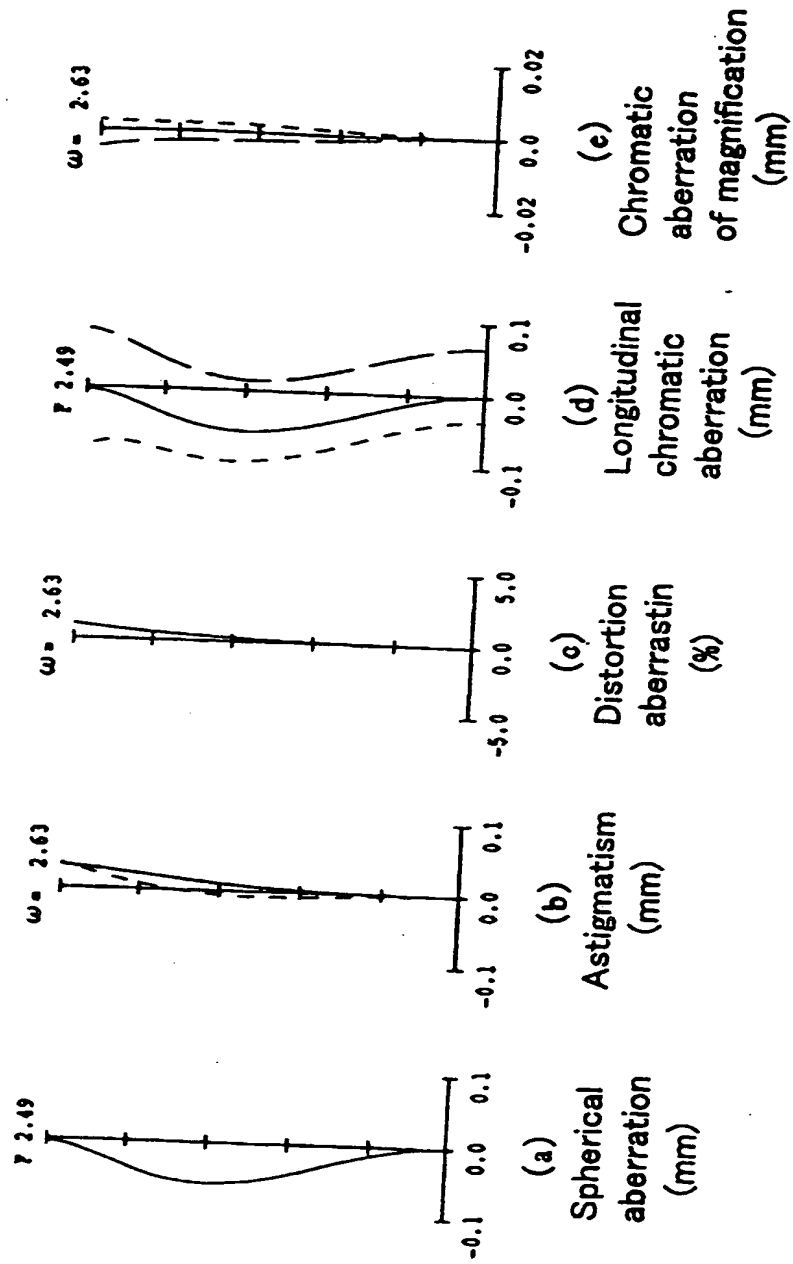 F 2.49
-0.1 0.0 0.1
(a)
Spherical
aberration
(mm)
ω= 2.63
-0.1 0.0 0.1
(b)
Astigmatism
(mm)
ω= 2.63
-5.0 0.0 5.0
(c)
Distortion
aberrastin
(%)
F 2.49
-0.1 0.0 0.1
(d)
Longitudinal
chromatic
aberration
(mm)
ω= 2.63
-0.02 0.0 0.02
(e)
Chromatic
aberration
of magnification
(mm)